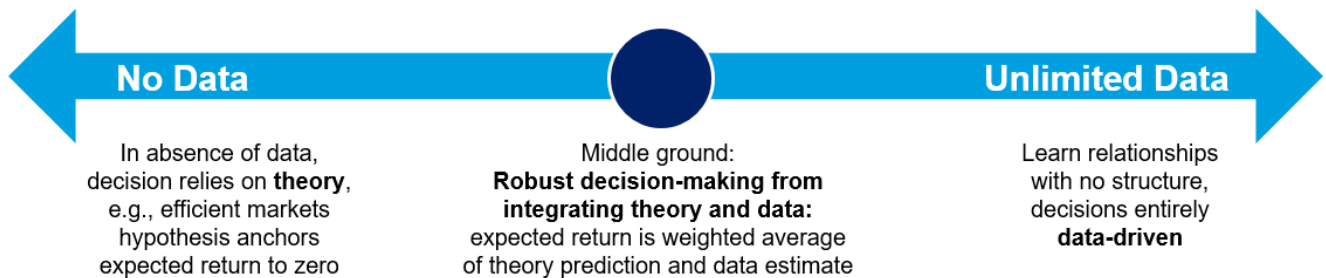 No Data
Unlimited Data
In absence of data,
decision relies on theory,
e.g., efficient markets
hypothesis anchors
expected return to zero
Middle ground:
Robust decision-making from
integrating theory and data:
expected return is weighted average
of theory prediction and data estimate
Learn relationships
with no structure,
decisions entirely
data-driven